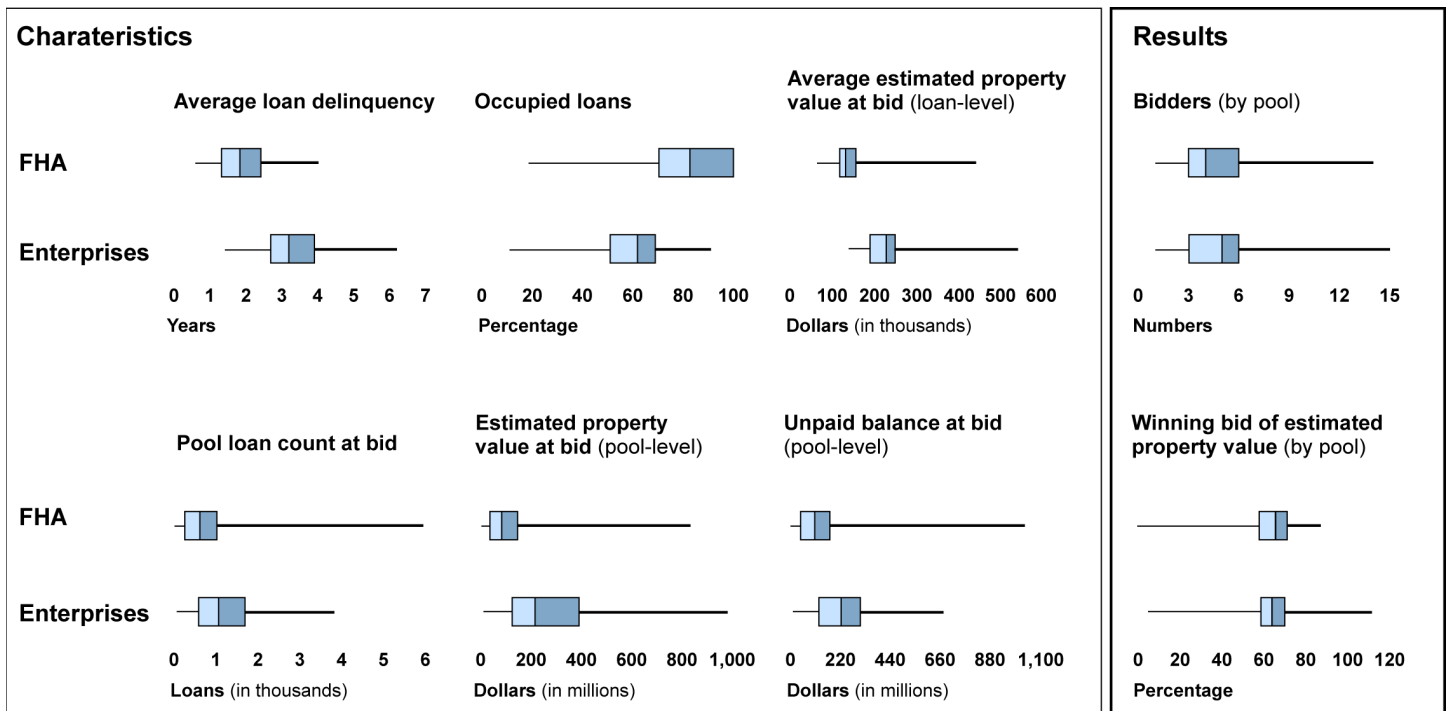 Charateristics
Average loan delinquency
Occupied loans
Average estimated property
value at bid (loan-level)
FHA
Enterprises
0 1 2 3 4 5 6 7
Years
0 20 40 60 80 100
Percentage
0 100 200 300 400 500 600
Dollars (in thousands)
Pool loan count at bid
Estimated property
value at bid (pool-level)
Unpaid balance at bid
(pool-level)
FHA
Enterprises
0 1 2 3 4 5 6
Loans (in thousands)
0 200 400 600 800 1,000
Dollars (in millions)
0 220 440 660 880 1,100
Dollars (in millions)
Results
Bidders (by pool)
0 3 6 9 12 15
Numbers
Winning bid of estimated
property value (by pool)
0 20 40 60 80 100 120
Percentage